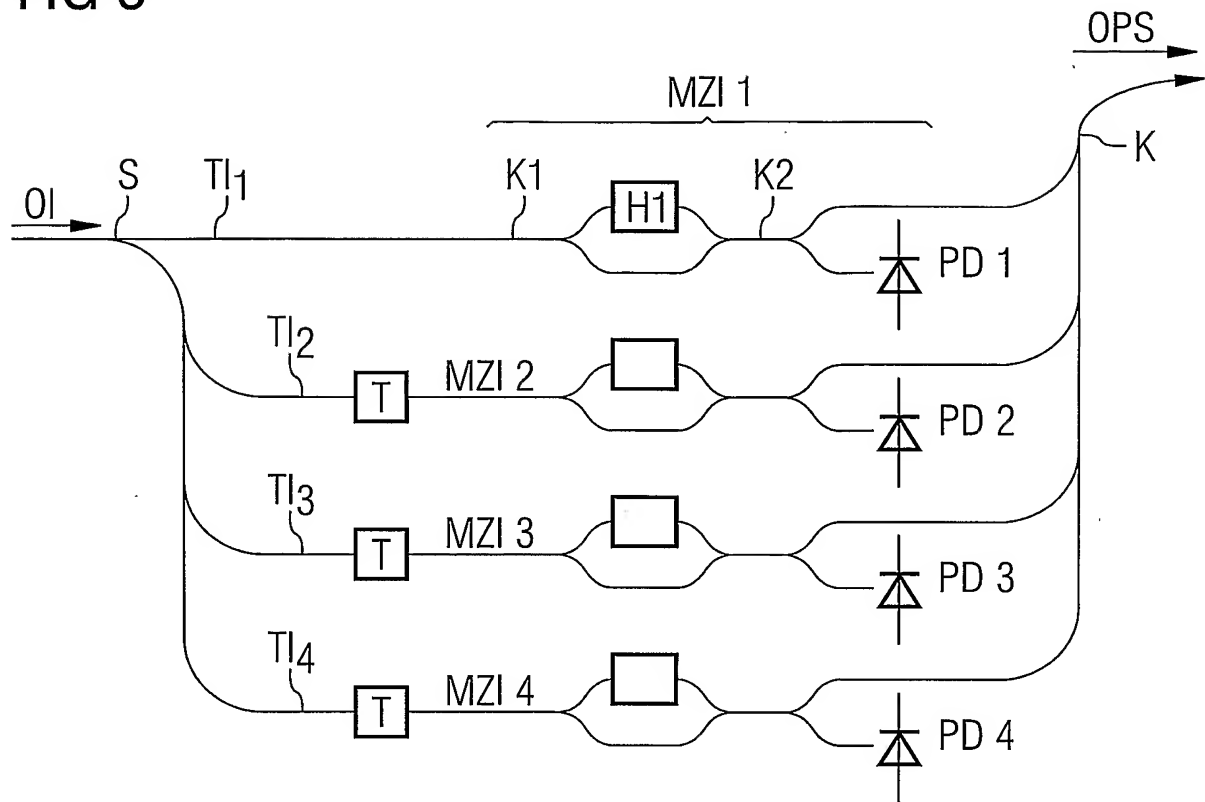 OPS
MZI 1
K
OI
S
TI1
K1
H1
K2
PD 1
TI2
T
MZI 2
PD 2
TI3
T
MZI 3
PD 3
TI4
T
MZI 4
PD 4